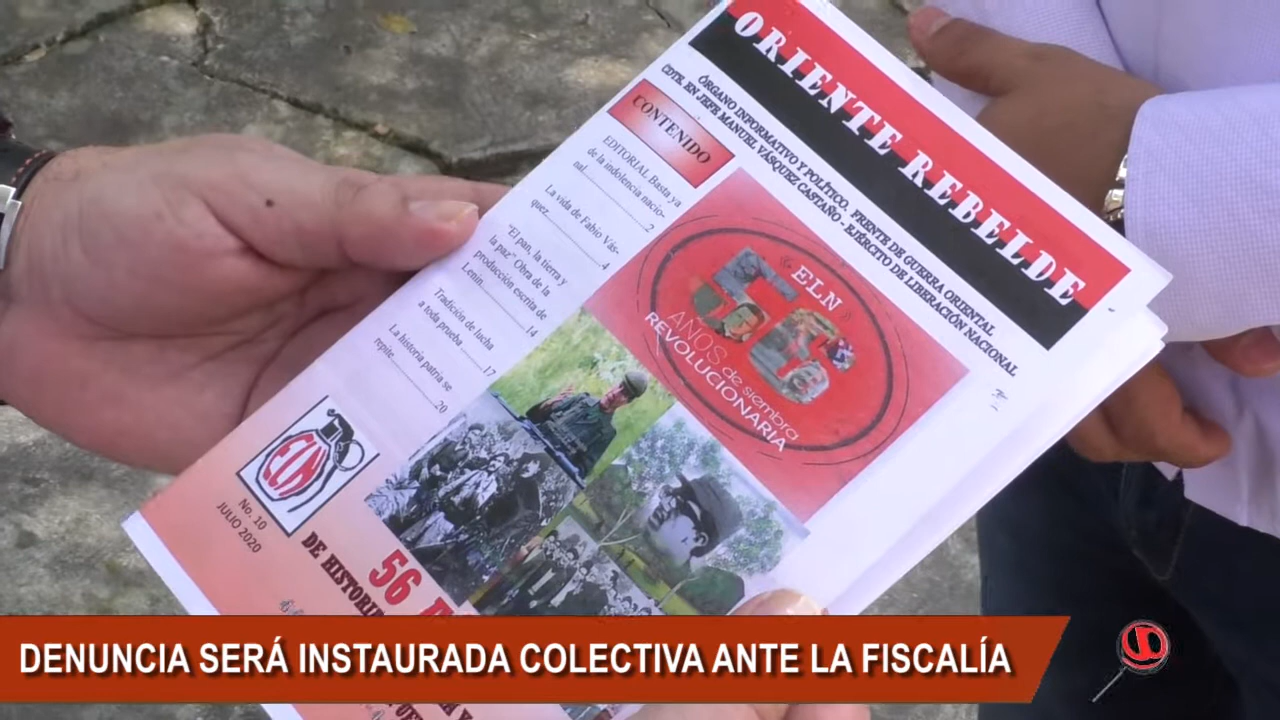 ORIENTE REBELDE
ÓRGANO INFORMATIVO Y POLÍTICO. FRENTE DE GUERRA ORIENTAL
CDTE. EN JEFE MANUEL VÁSQUEZ CASTAÑO - EJÉRCITO DE LIBERACIÓN NACIONAL
CONTENIDO
EDITORIAL Basta ya
de la indolencia nacio-
nal..................2
La vida de Fabio Vás-
quez..............4
"El pan, la tierra y
la paz" Obra de la
producción escrita de
Lenin............14
Tradición de lucha
a toda prueba ........17
La historia patria se
repite...............20
ELN
56
AÑOS de siembra
REVOLUCIONARIA
ELN
No. 10
JULIO 2020
56
DE
DENUNCIA SERÁ INSTAURADA COLECTIVA ANTE LA FISCALÍA